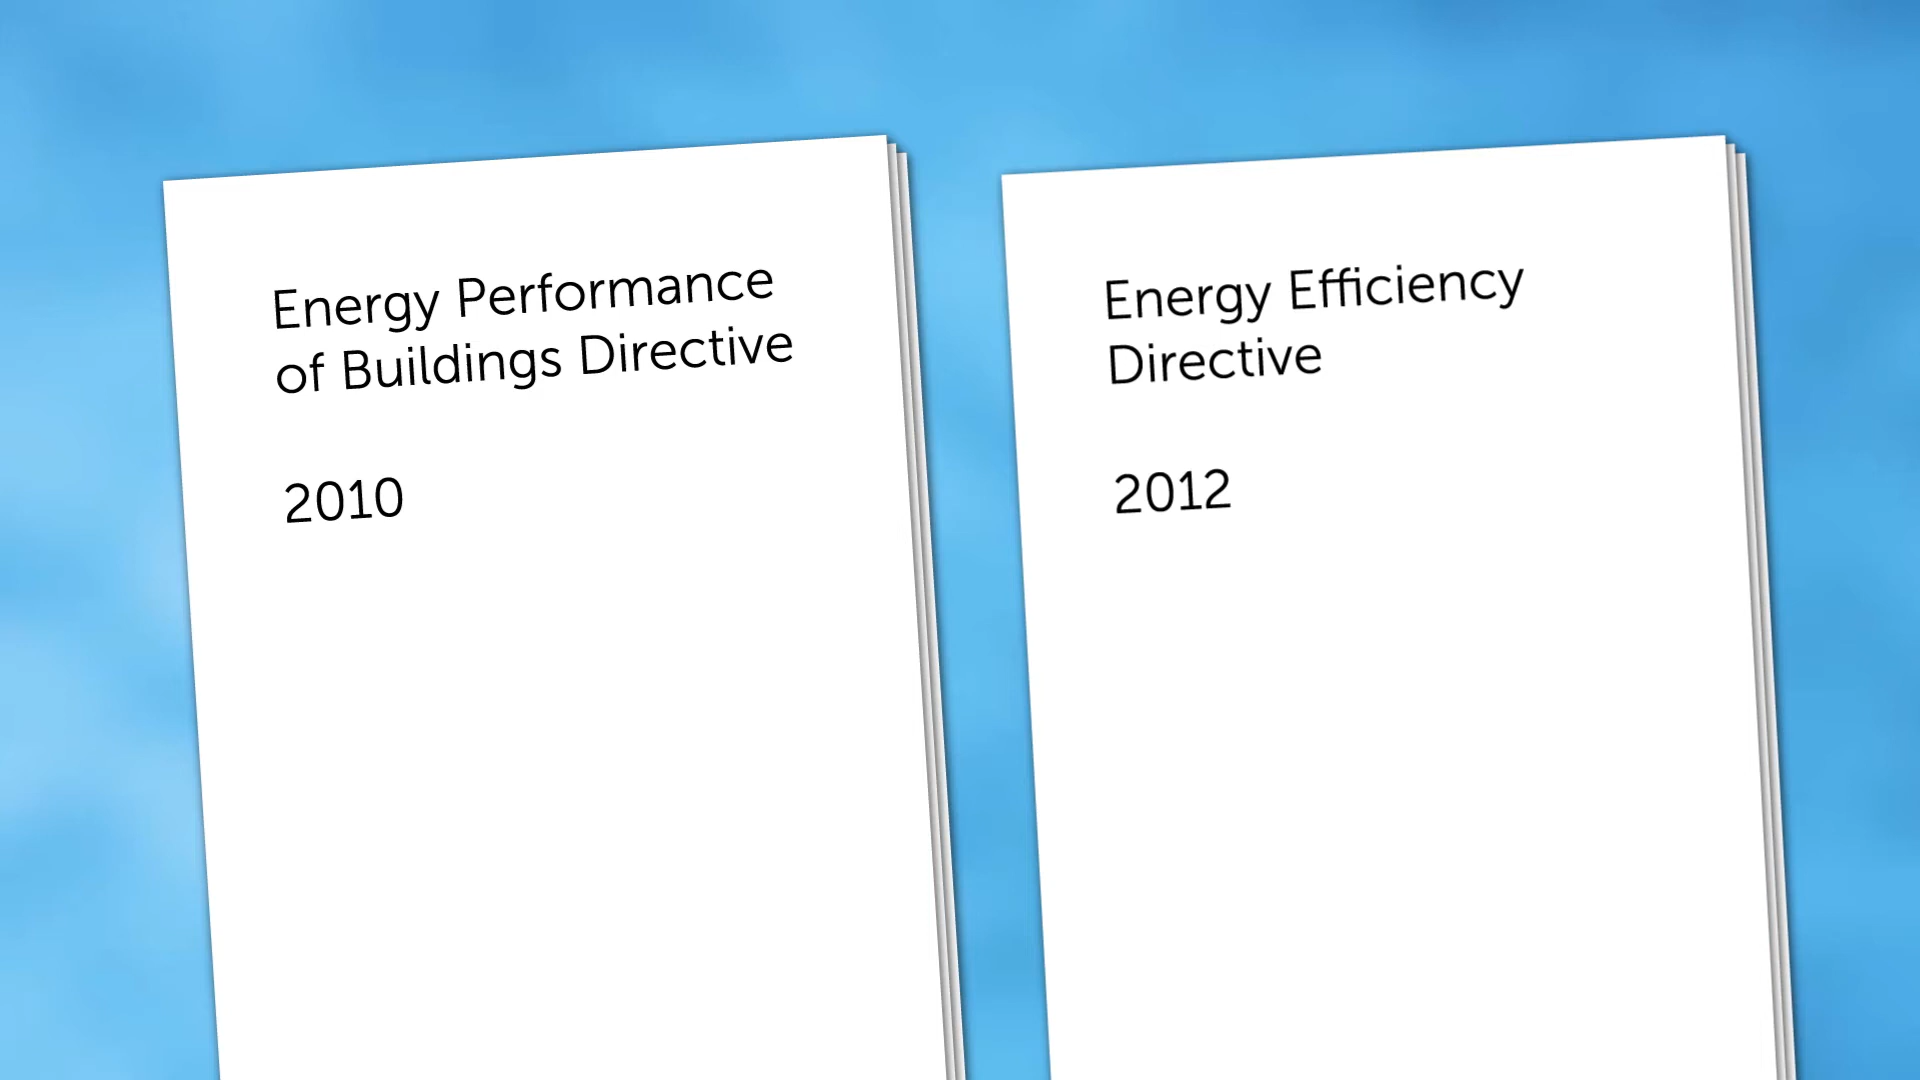 Energy Performance
of Buildings Directive
2010
Energy Efficiency
Directive
2012